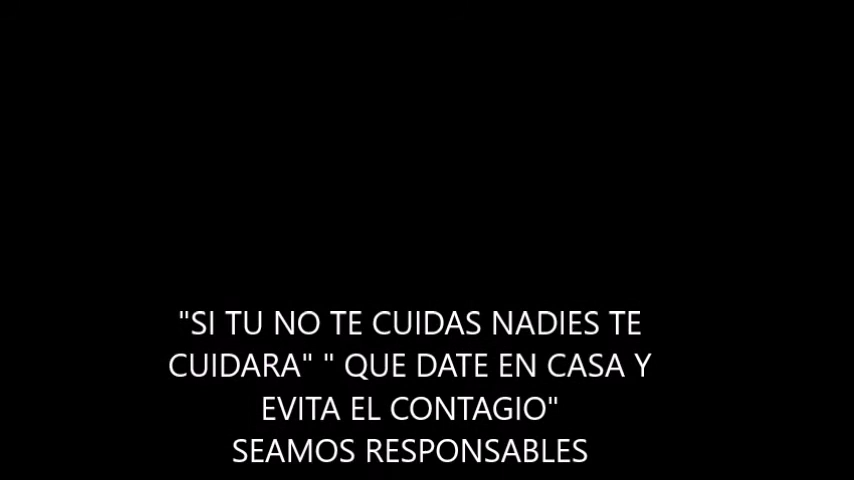 "SI TU NO TE CUIDAS NADIES TE
CUIDARA" " QUE DATE EN CASA Y
EVITA EL CONTAGIO"
SEAMOS RESPONSABLES